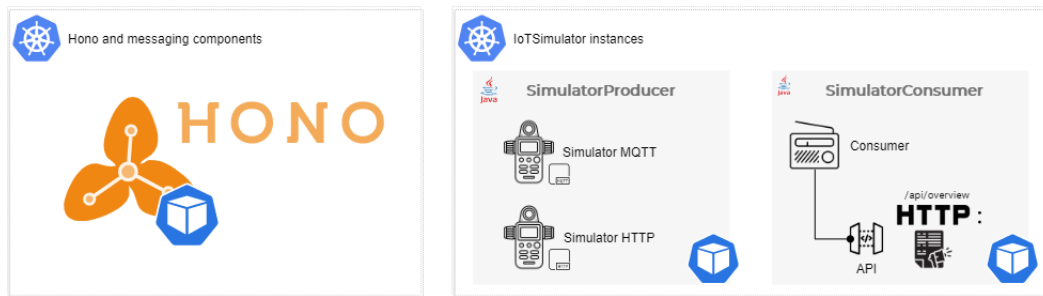 Hono and messaging components
HONO
IoTSimulator instances
Java
SimulatorProducer
Simulator MQTT
Simulator HTTP
Java
SimulatorConsumer
Consumer
/api/overview
HTTP :
API